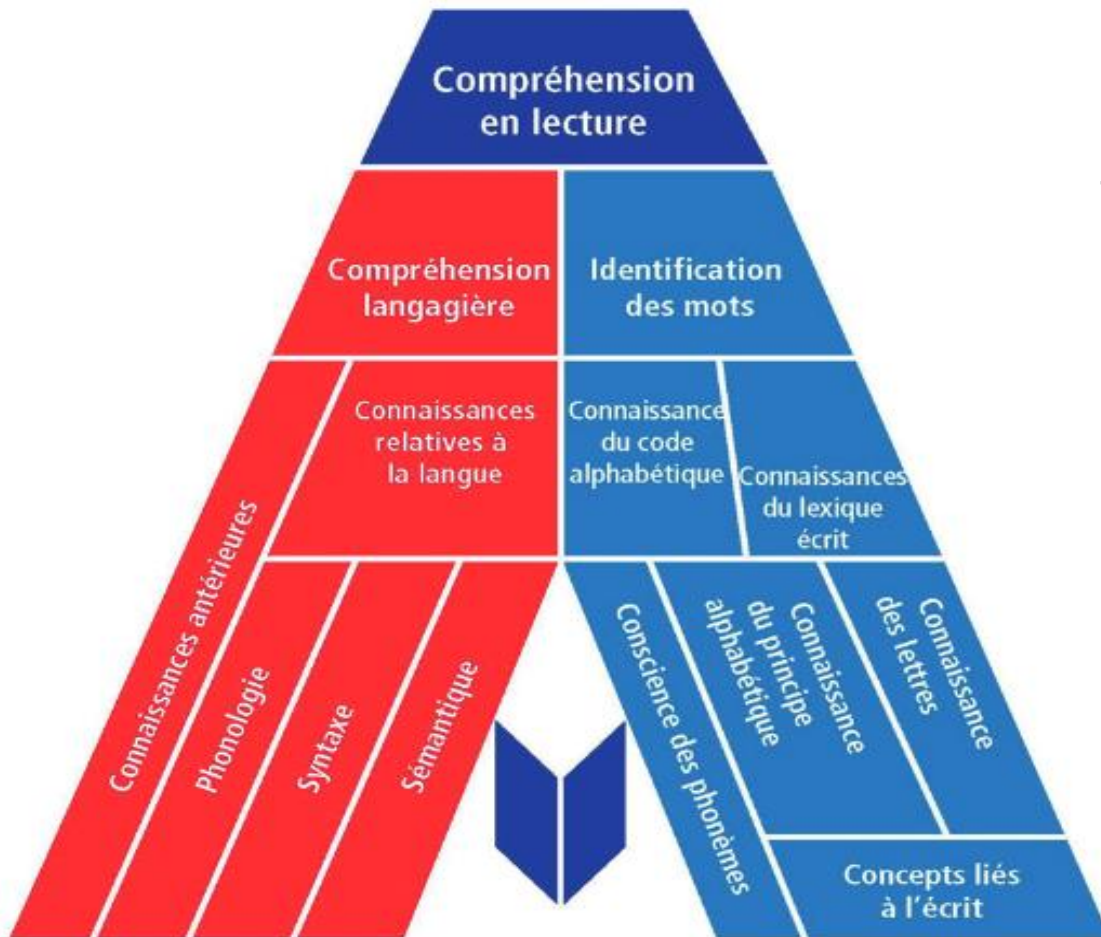 Compréhension
en lecture
Compréhension
langagière
Identification
des mots
Connaissances antérieures
Connaissances
relatives à
la langue
Connaissance
du code
alphabétique
Connaissances
du lexique
écrit
Phonologie
Syntaxe
Sémantique
Conscience des phonèmes
Connaissance
du principe
alphabétique
Connaissance
des lettres
Concepts liés
à l'écrit